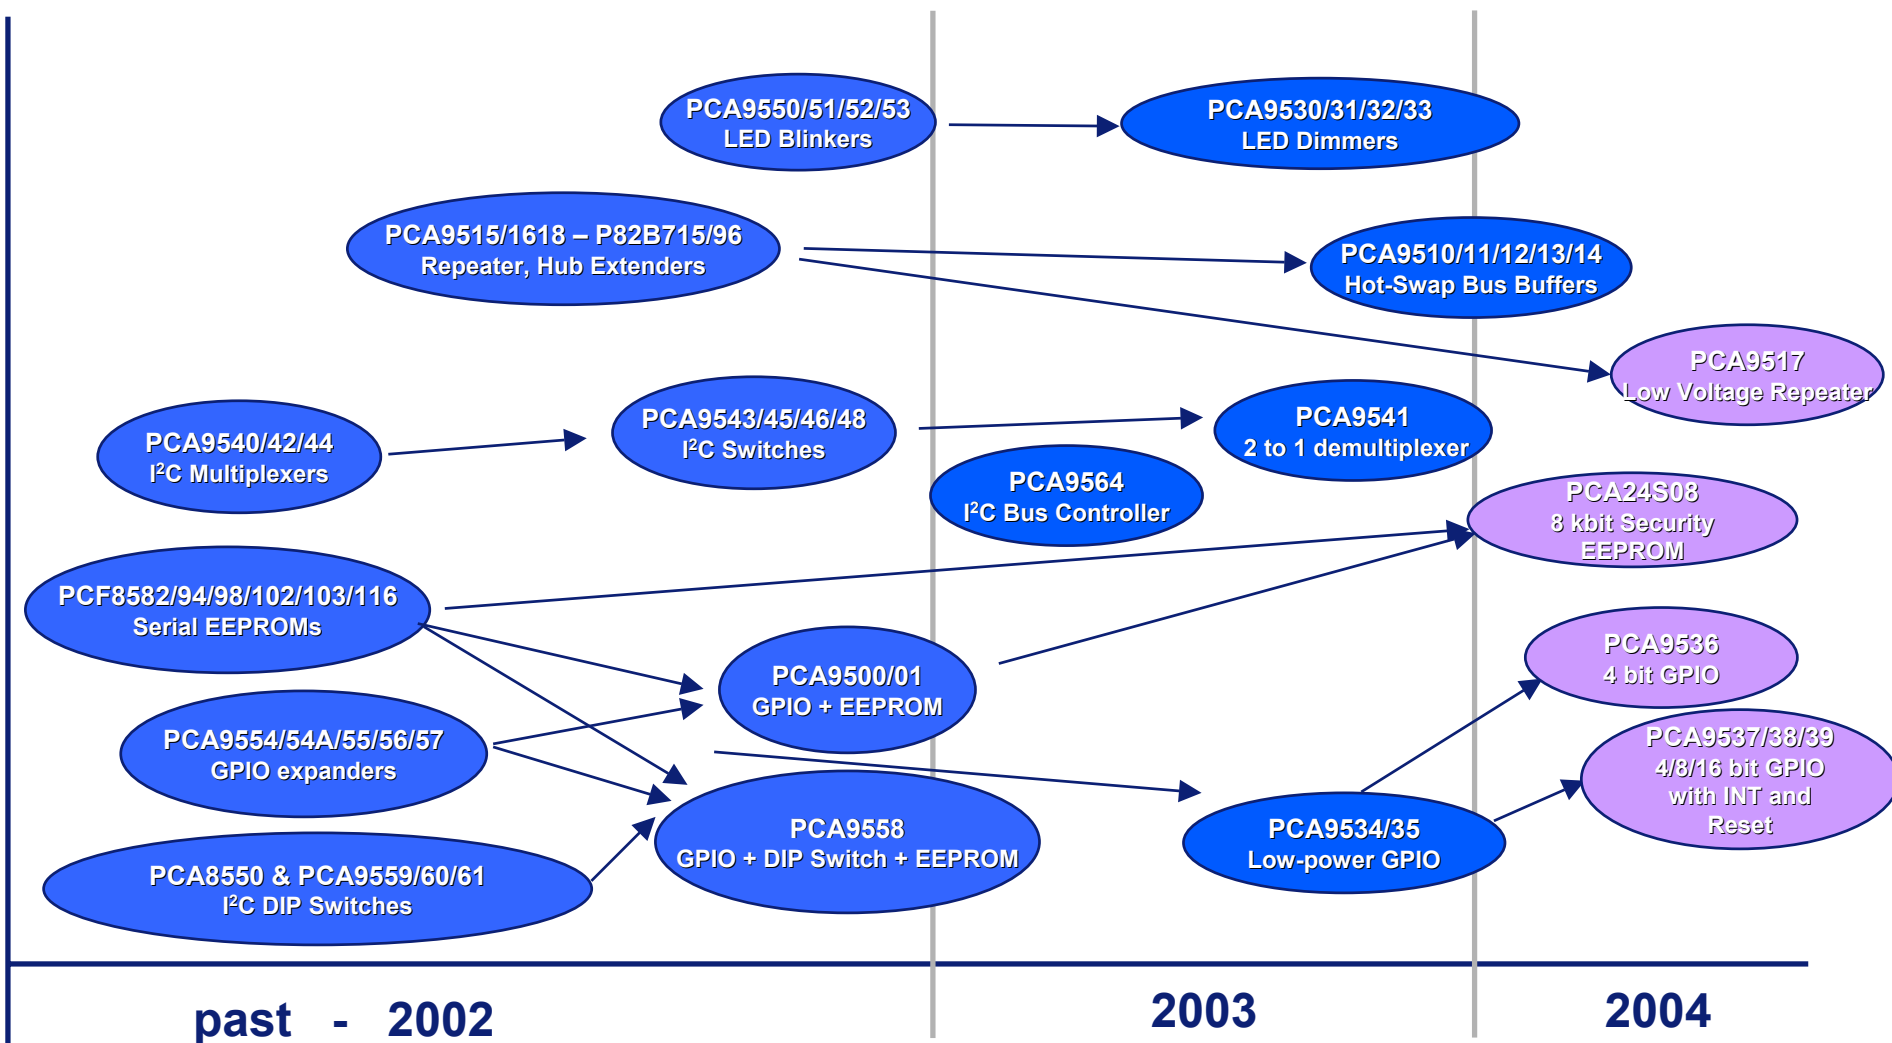 PCA9550/51/52/53
LED Blinkers
PCA9530/31/32/33
LED Dimmers
PCA9515/1618 – P82B715/96
Repeater, Hub Extenders
PCA9510/11/12/13/14
Hot-Swap Bus Buffers
PCA9517
Low Voltage Repeater
PCA9540/42/44
I²C Multiplexers
PCA9543/45/46/48
I²C Switches
PCA9541
2 to 1 demultiplexer
PCA9564
I²C Bus Controller
PCA24S08
8 kbit Security
EEPROM
PCF8582/94/98/102/103/116
Serial EEPROMs
PCA9500/01
GPIO + EEPROM
PCA9536
4 bit GPIO
PCA9554/54A/55/56/57
GPIO expanders
PCA9537/38/39
4/8/16 bit GPIO
with INT and
Reset
PCA9558
GPIO + DIP Switch + EEPROM
PCA9534/35
Low-power GPIO
PCA8550 & PCA9559/60/61
I²C DIP Switches
past - 2002
2003
2004